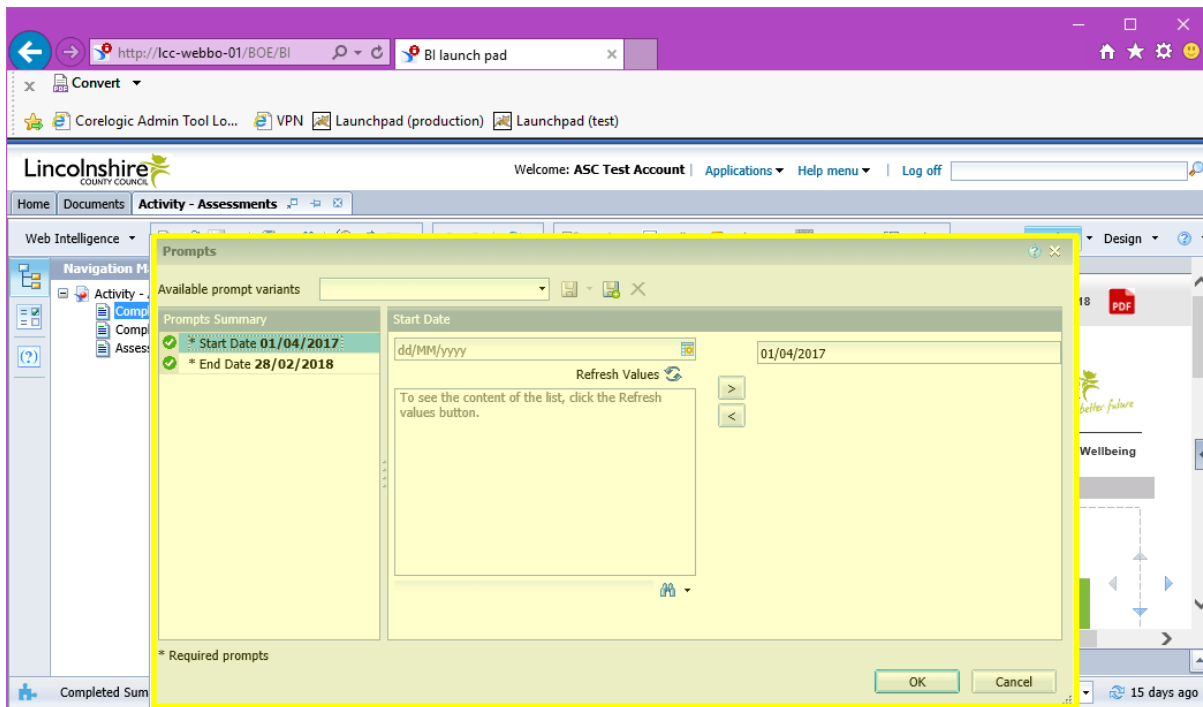 http://lcc-webbo-01/BOE/BI
BI launch pad
Convert
Corelogic Admin Tool Lo... VPN Launchpad (production) Launchpad (test)
Lincolnshire
COUNTY COUNCIL
Welcome: ASC Test Account | Applications Help menu | Log off
Home Documents Activity - Assessments
Web Intelligence Design
Prompts
Navigation M
Available prompt variants
Activity -
Compl
Compl
Assess
Prompts Summary
* Start Date 01/04/2017
* End Date 28/02/2018
Start Date
dd/MM/yyyy
Refresh Values
To see the content of the list, click the Refresh
values button.
>
<
01/04/2017
18 PDF
better future
Wellbeing
* Required prompts
OK Cancel
Completed Sum
15 days ago